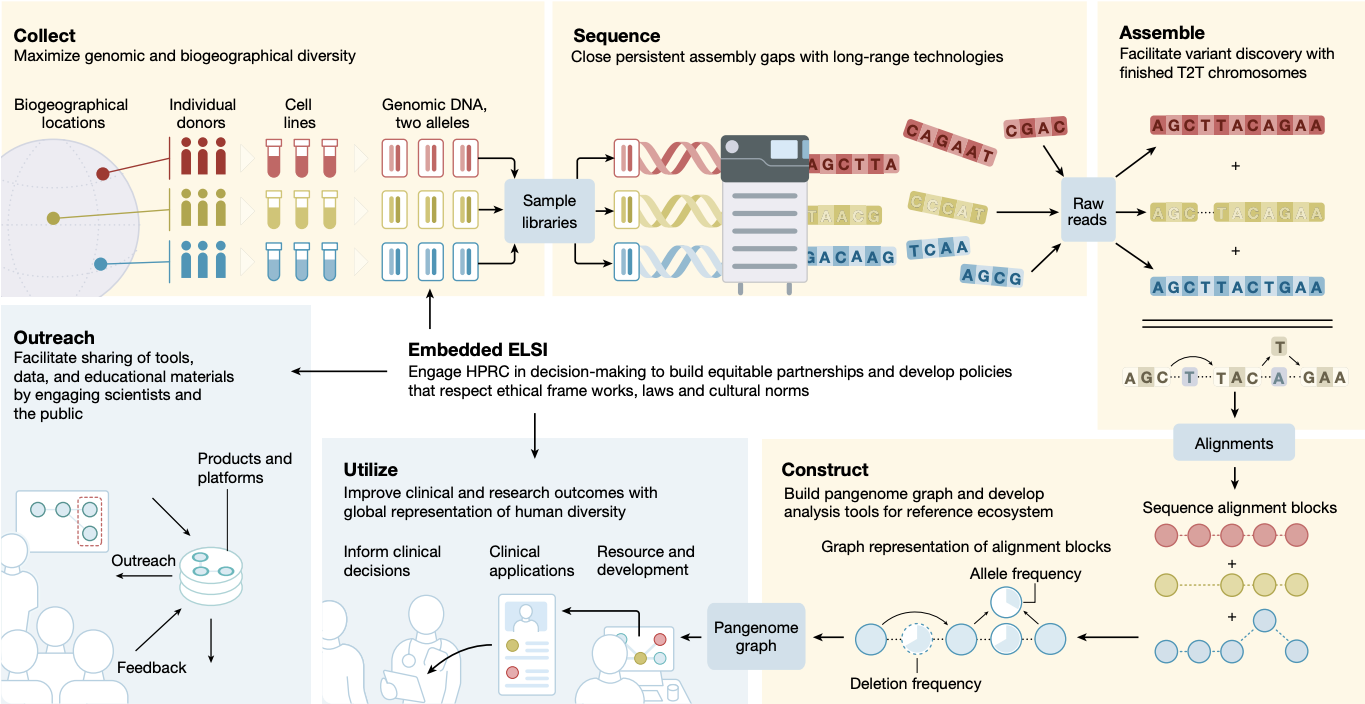 Collect
Maximize genomic and biogeographical diversity
Biogeographical
locations
Individual
donors
Cell
lines
Genomic DNA,
two alleles
Sample
libraries
Sequence
Close persistent assembly gaps with long-range technologies
AGCTTA
CAGAAT
CGAC
TAACG
CCCAT
GACAAG
TCAA
AGCG
Raw
reads
Assemble
Facilitate variant discovery with
finished T2T chromosomes
AGCTTACAGAA
+
AGC TACAGAA
+
AGCTTACTGAA
T
AGC T TAC A GAA
Alignments
Outreach
Facilitate sharing of tools,
data, and educational materials
by engaging scientists and
the public
Products and
platforms
Outreach
Feedback
Embedded ELSI
Engage HPRC in decision-making to build equitable partnerships and develop policies
that respect ethical frame works, laws and cultural norms
Utilize
Improve clinical and research outcomes with
global representation of human diversity
Inform clinical
decisions
Clinical
applications
Resource and
development
Pangenome
graph
Construct
Build pangenome graph and develop
analysis tools for reference ecosystem
Graph representation of alignment blocks
Allele frequency
Deletion frequency
Sequence alignment blocks
+
+